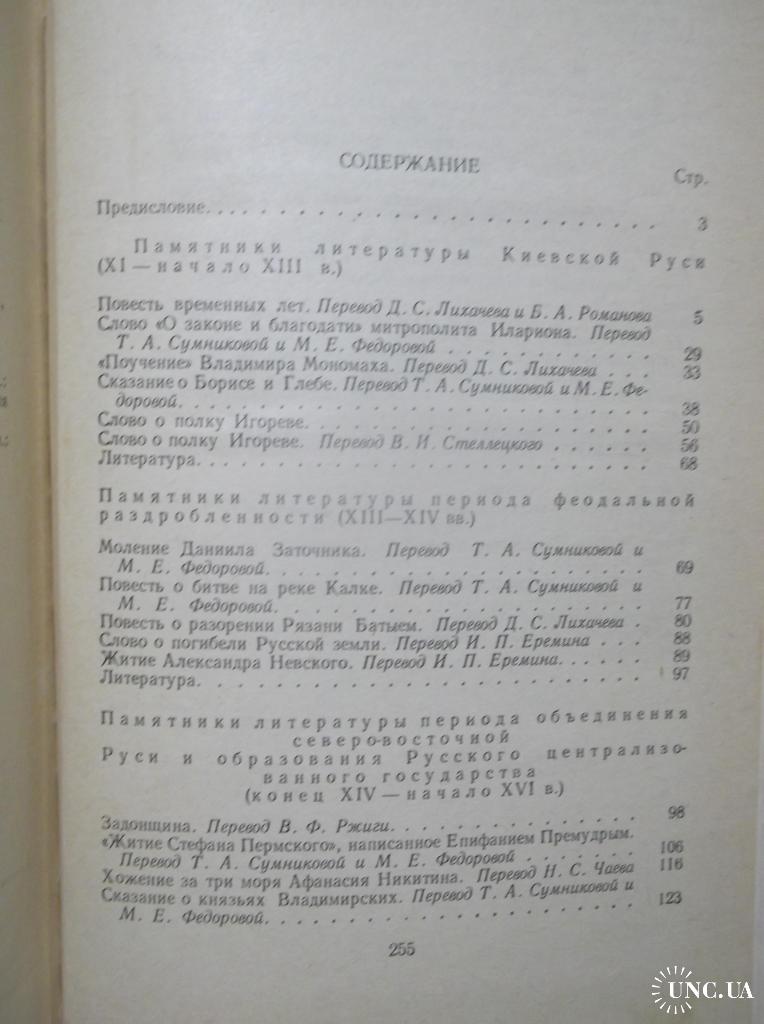 СОДЕРЖАНИЕ
Стр.
Предисловие. . . . . . . . . . . . . . . . . . . . . . . . . . . . 3
Памятники литературы Киевской Руси
(XI — начало XIII в.)
Повесть временных лет. Перевод Д. С. Лихачева и Б. А. Романова 5
Слово «О законе и благодати» митрополита Илариона. Перевод
Т. А. Сумниковой и М. Е. Федоровой . . . . . . . . . . . 29
«Поучение» Владимира Мономаха. Перевод Д. С. Лихачева . . . 33
Сказание о Борисе и Глебе. Перевод Т. А. Сумниковой и М. Е. Фе-
доровой. . . . . . . . . . . . . . . . . . . . . . . . . . . 38
Слово о полку Игореве. . . . . . . . . . . . . . . . . . . . . 50
Слово о полку Игореве. Перевод В. И. Стеллецкого . . . . . . 56
Литература. . . . . . . . . . . . . . . . . . . . . . . . . . . 68
Памятники литературы периода феодальной
раздробленности (XIII—XIV вв.)
Моление Даниила Заточника. Перевод Т. А. Сумниковой и
М. Е. Федоровой. . . . . . . . . . . . . . . . . . . . . . . 69
Повесть о битве на реке Калке. Перевод Т. А. Сумниковой и
М. Е. Федоровой. . . . . . . . . . . . . . . . . . . . . . . 77
Повесть о разорении Рязани Батыем. Перевод Д. С. Лихачева . 80
Слово о погибели Русской земли. Перевод И. П. Еремина . . . 88
Житие Александра Невского. Перевод И. П. Еремина. . . . . . 89
Литература. . . . . . . . . . . . . . . . . . . . . . . . . . . 97
Памятники литературы периода объединения
северо-восточной
Руси и образования Русского централизо-
ванного государства
(конец XIV — начало XVI в.)
Задонщина. Перевод В. Ф. Ржиги. . . . . . . . . . . . . . . . 98
«Житие Стефана Пермского», написанное Епифанием Премудрым.
Перевод Т. А. Сумниковой и М. Е. Федоровой . . . . . . . 106
Хожение за три моря Афанасия Никитина. Перевод Н. С. Чаева 116
Сказание о князьях Владимирских. Перевод Т. А. Сумниковой и
М. Е. Федоровой. . . . . . . . . . . . . . . . . . . . . . . 123
255
UNC.UA